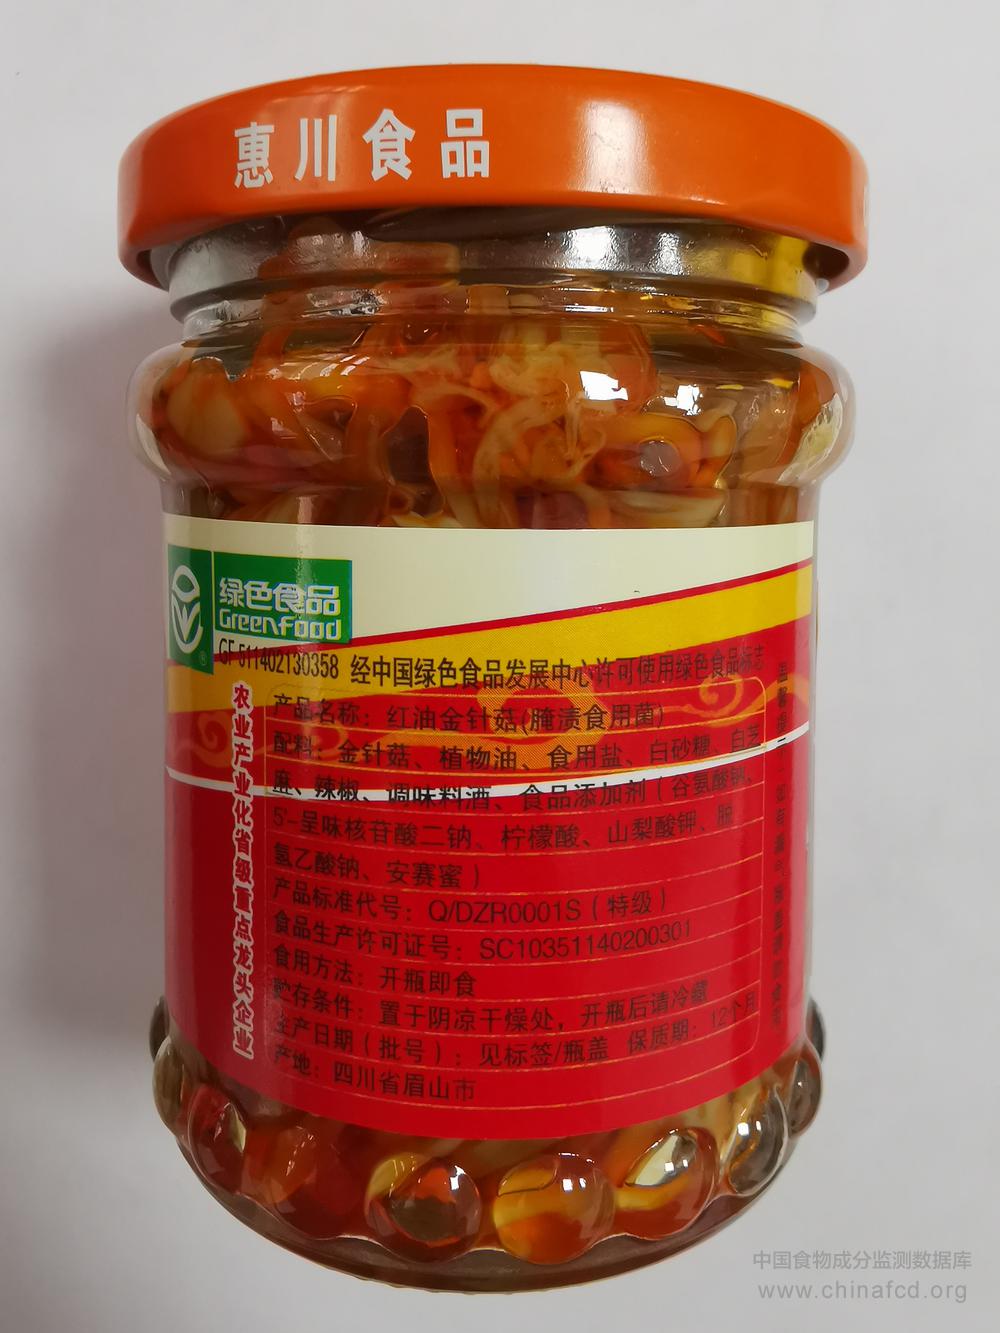 惠川食品
绿色食品
Greenfood
GF 511402130358 经中国绿色食品发展中心许可使用绿色食品标志
农业产业化省级重点龙头企业
产品名称：红油金针菇(腌渍食用菌)
配料：金针菇、植物油、食用盐、白砂糖、白芝
麻、辣椒、调味料酒、食品添加剂（谷氨酸钠、
5'-呈味核苷酸二钠、柠檬酸、山梨酸钾、脱
氢乙酸钠、安赛蜜）
产品标准代号：Q/DZR0001S（特级）
食品生产许可证号：SC10351140200301
食用方法：开瓶即食
贮存条件：置于阴凉干燥处，开瓶后请冷藏
生产日期（批号）：见标签/瓶盖 保质期：12个月
产地：四川省眉山市
中国食物成分监测数据库
www.chinafcd.org